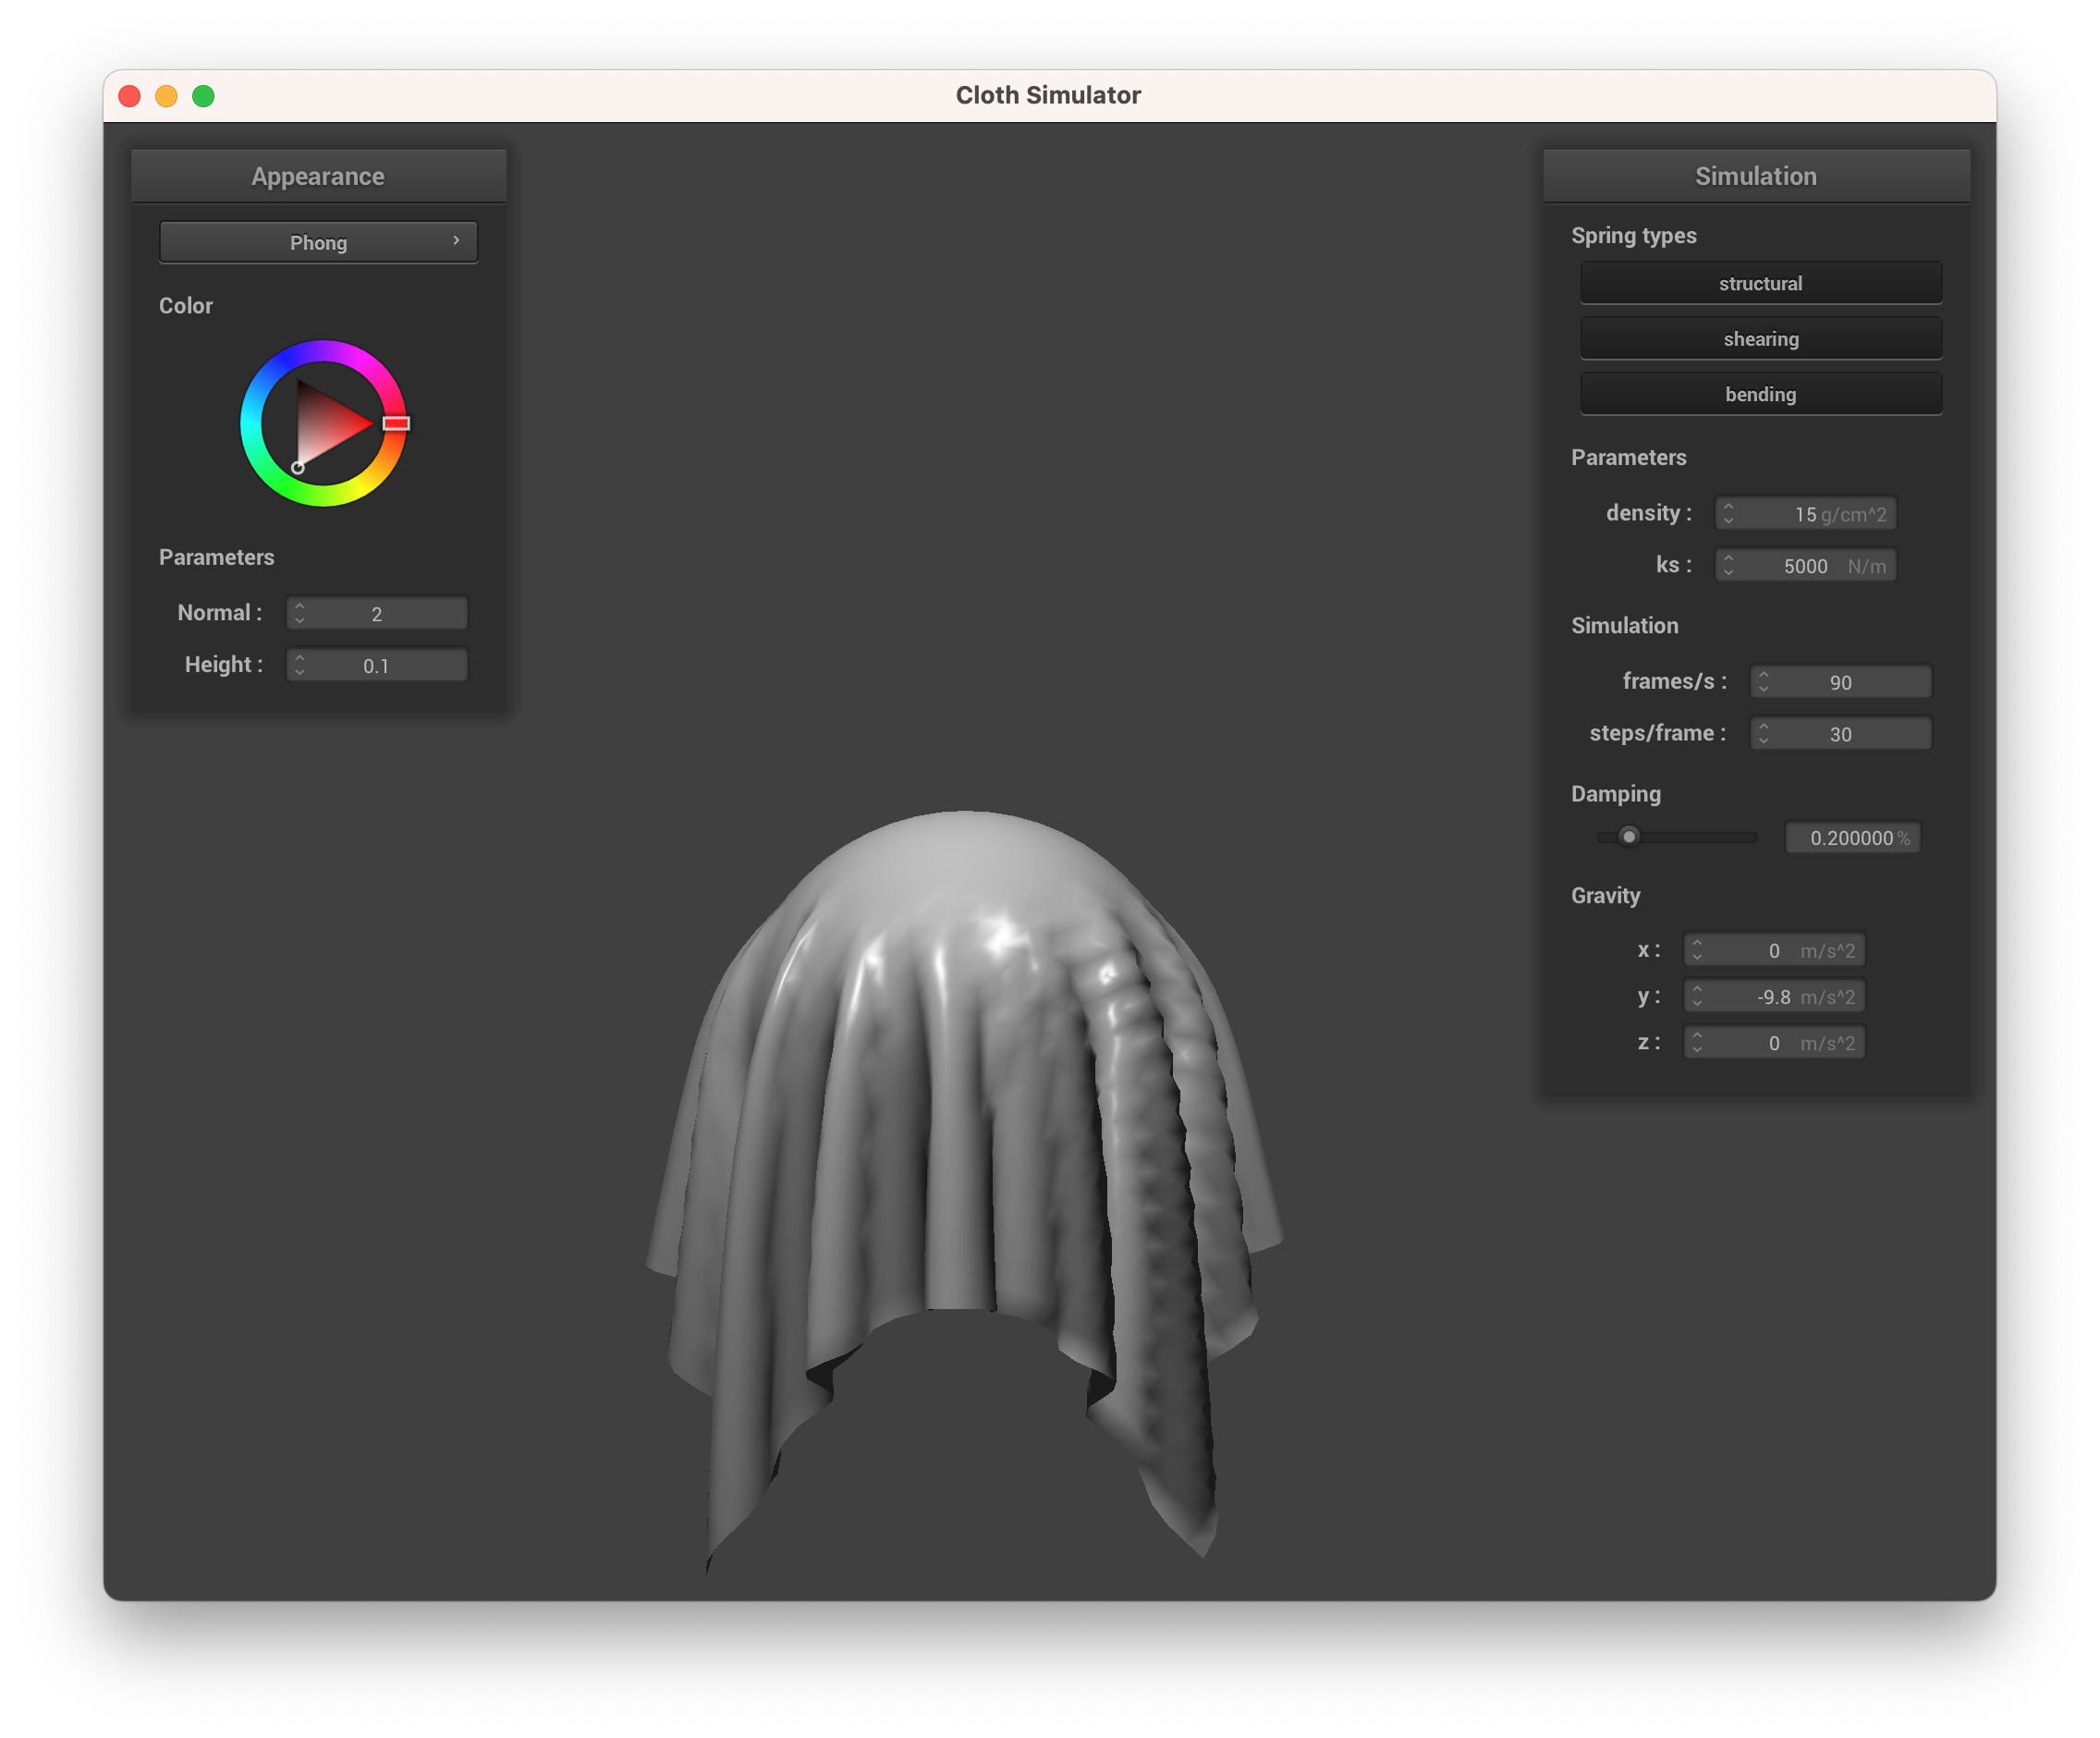 Cloth Simulator
Appearance
Phong
Color
Parameters
Normal : 2
Height : 0.1
Simulation
Spring types
structural
shearing
bending
Parameters
density : 15 g/cm^2
ks : 5000 N/m
Simulation
frames/s : 90
steps/frame : 30
Damping
0.200000 %
Gravity
x : 0 m/s^2
y : -9.8 m/s^2
z : 0 m/s^2